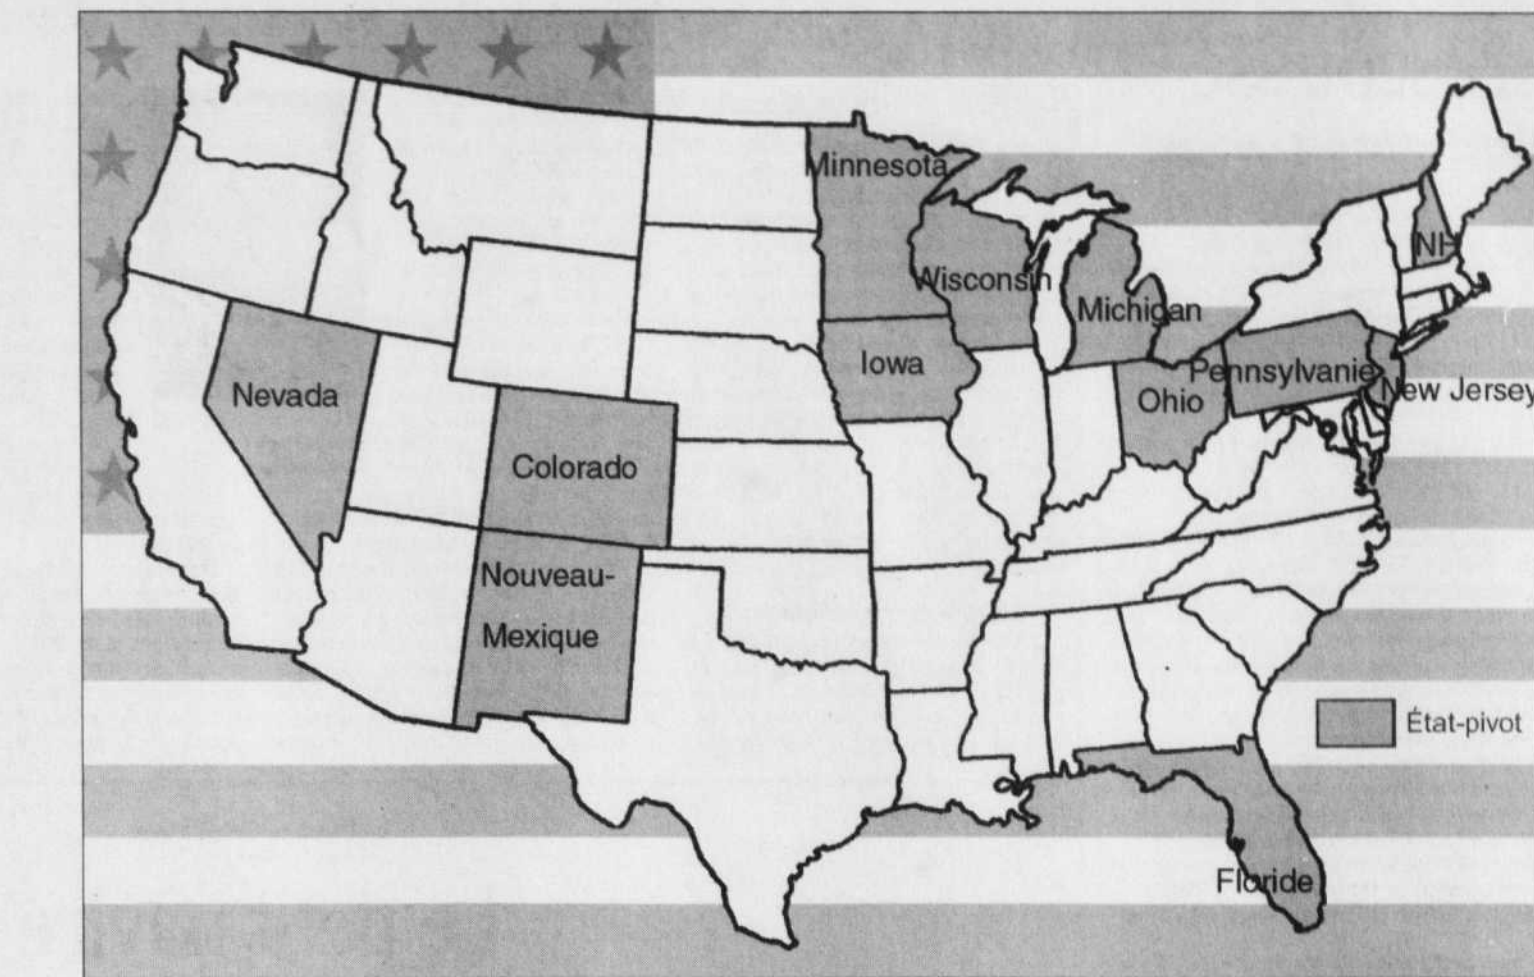 Minnesota
NH
Wisconsin
Michigan
Iowa
Pennsylvanie
Nevada
Ohio
New Jersey
Colorado
Nouveau-
Mexique
État-pivot
Floride